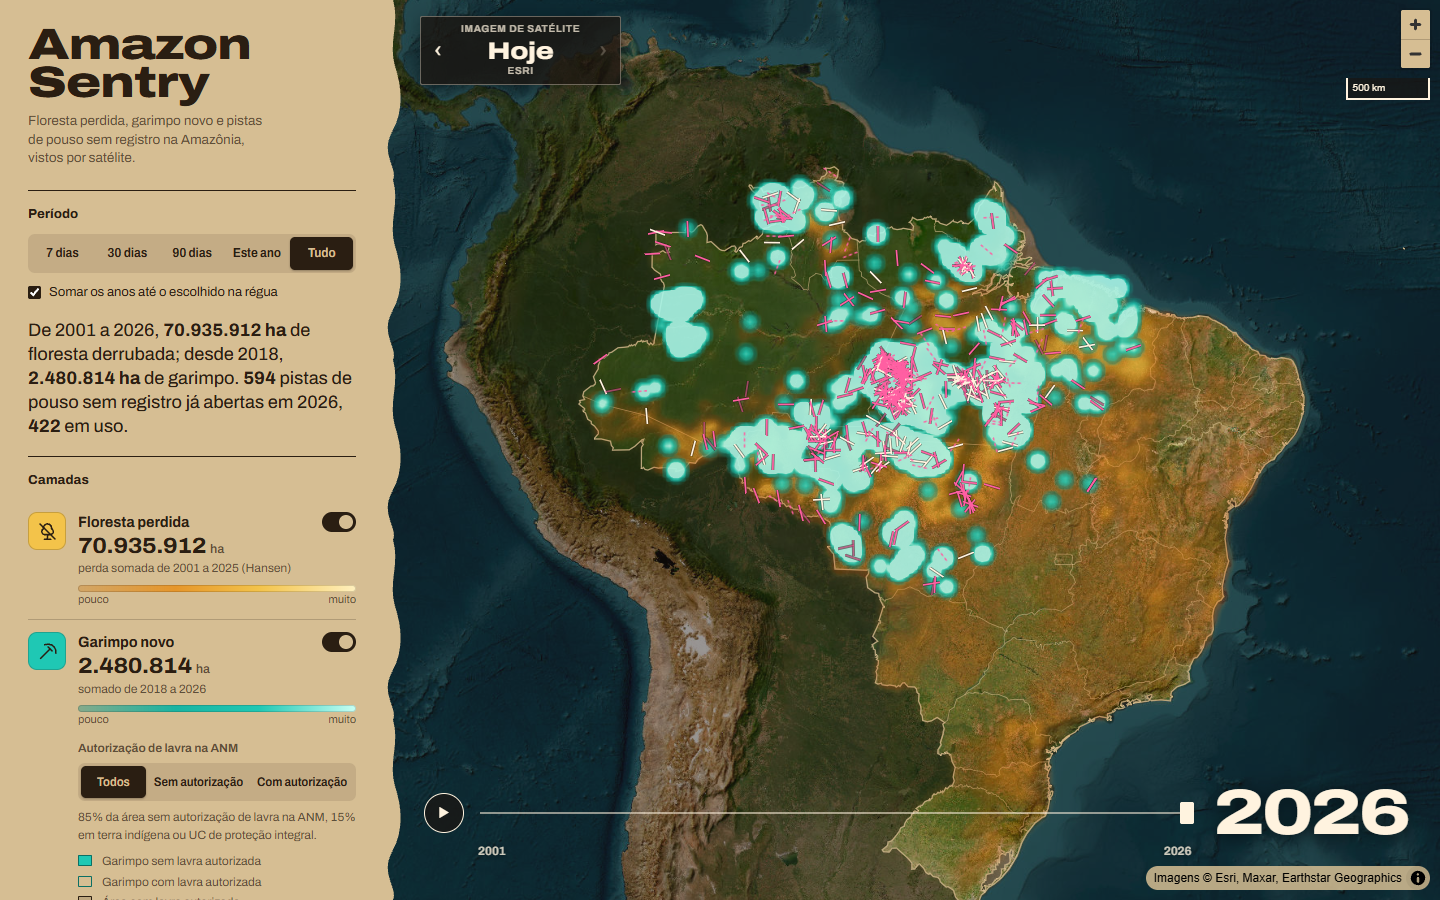 Amazon
Sentry
Floresta perdida, garimpo novo e pistas
de pouso sem registro na Amazônia,
vistos por satélite.
Período
7 dias
30 dias
90 dias
Este ano
Tudo
Somar os anos até o escolhido na régua
De 2001 a 2026, 70.935.912 ha de
floresta derrubada; desde 2018,
2.480.814 ha de garimpo. 594 pistas de
pouso sem registro já abertas em 2026,
422 em uso.
Camadas
Floresta perdida
70.935.912 ha
perda somada de 2001 a 2025 (Hansen)
pouco
muito
Garimpo novo
2.480.814 ha
somado de 2018 a 2026
pouco
muito
Autorização de lavra na ANM
Todos
Sem autorização
Com autorização
85% da área sem autorização de lavra na ANM, 15%
em terra indígena ou UC de proteção integral.
Garimpo sem lavra autorizada
Garimpo com lavra autorizada
IMAGEM DE SATÉLITE
Hoje
ESRI
500 km
2001
2026
2026
Imagens © Esri, Maxar, Earthstar Geographics